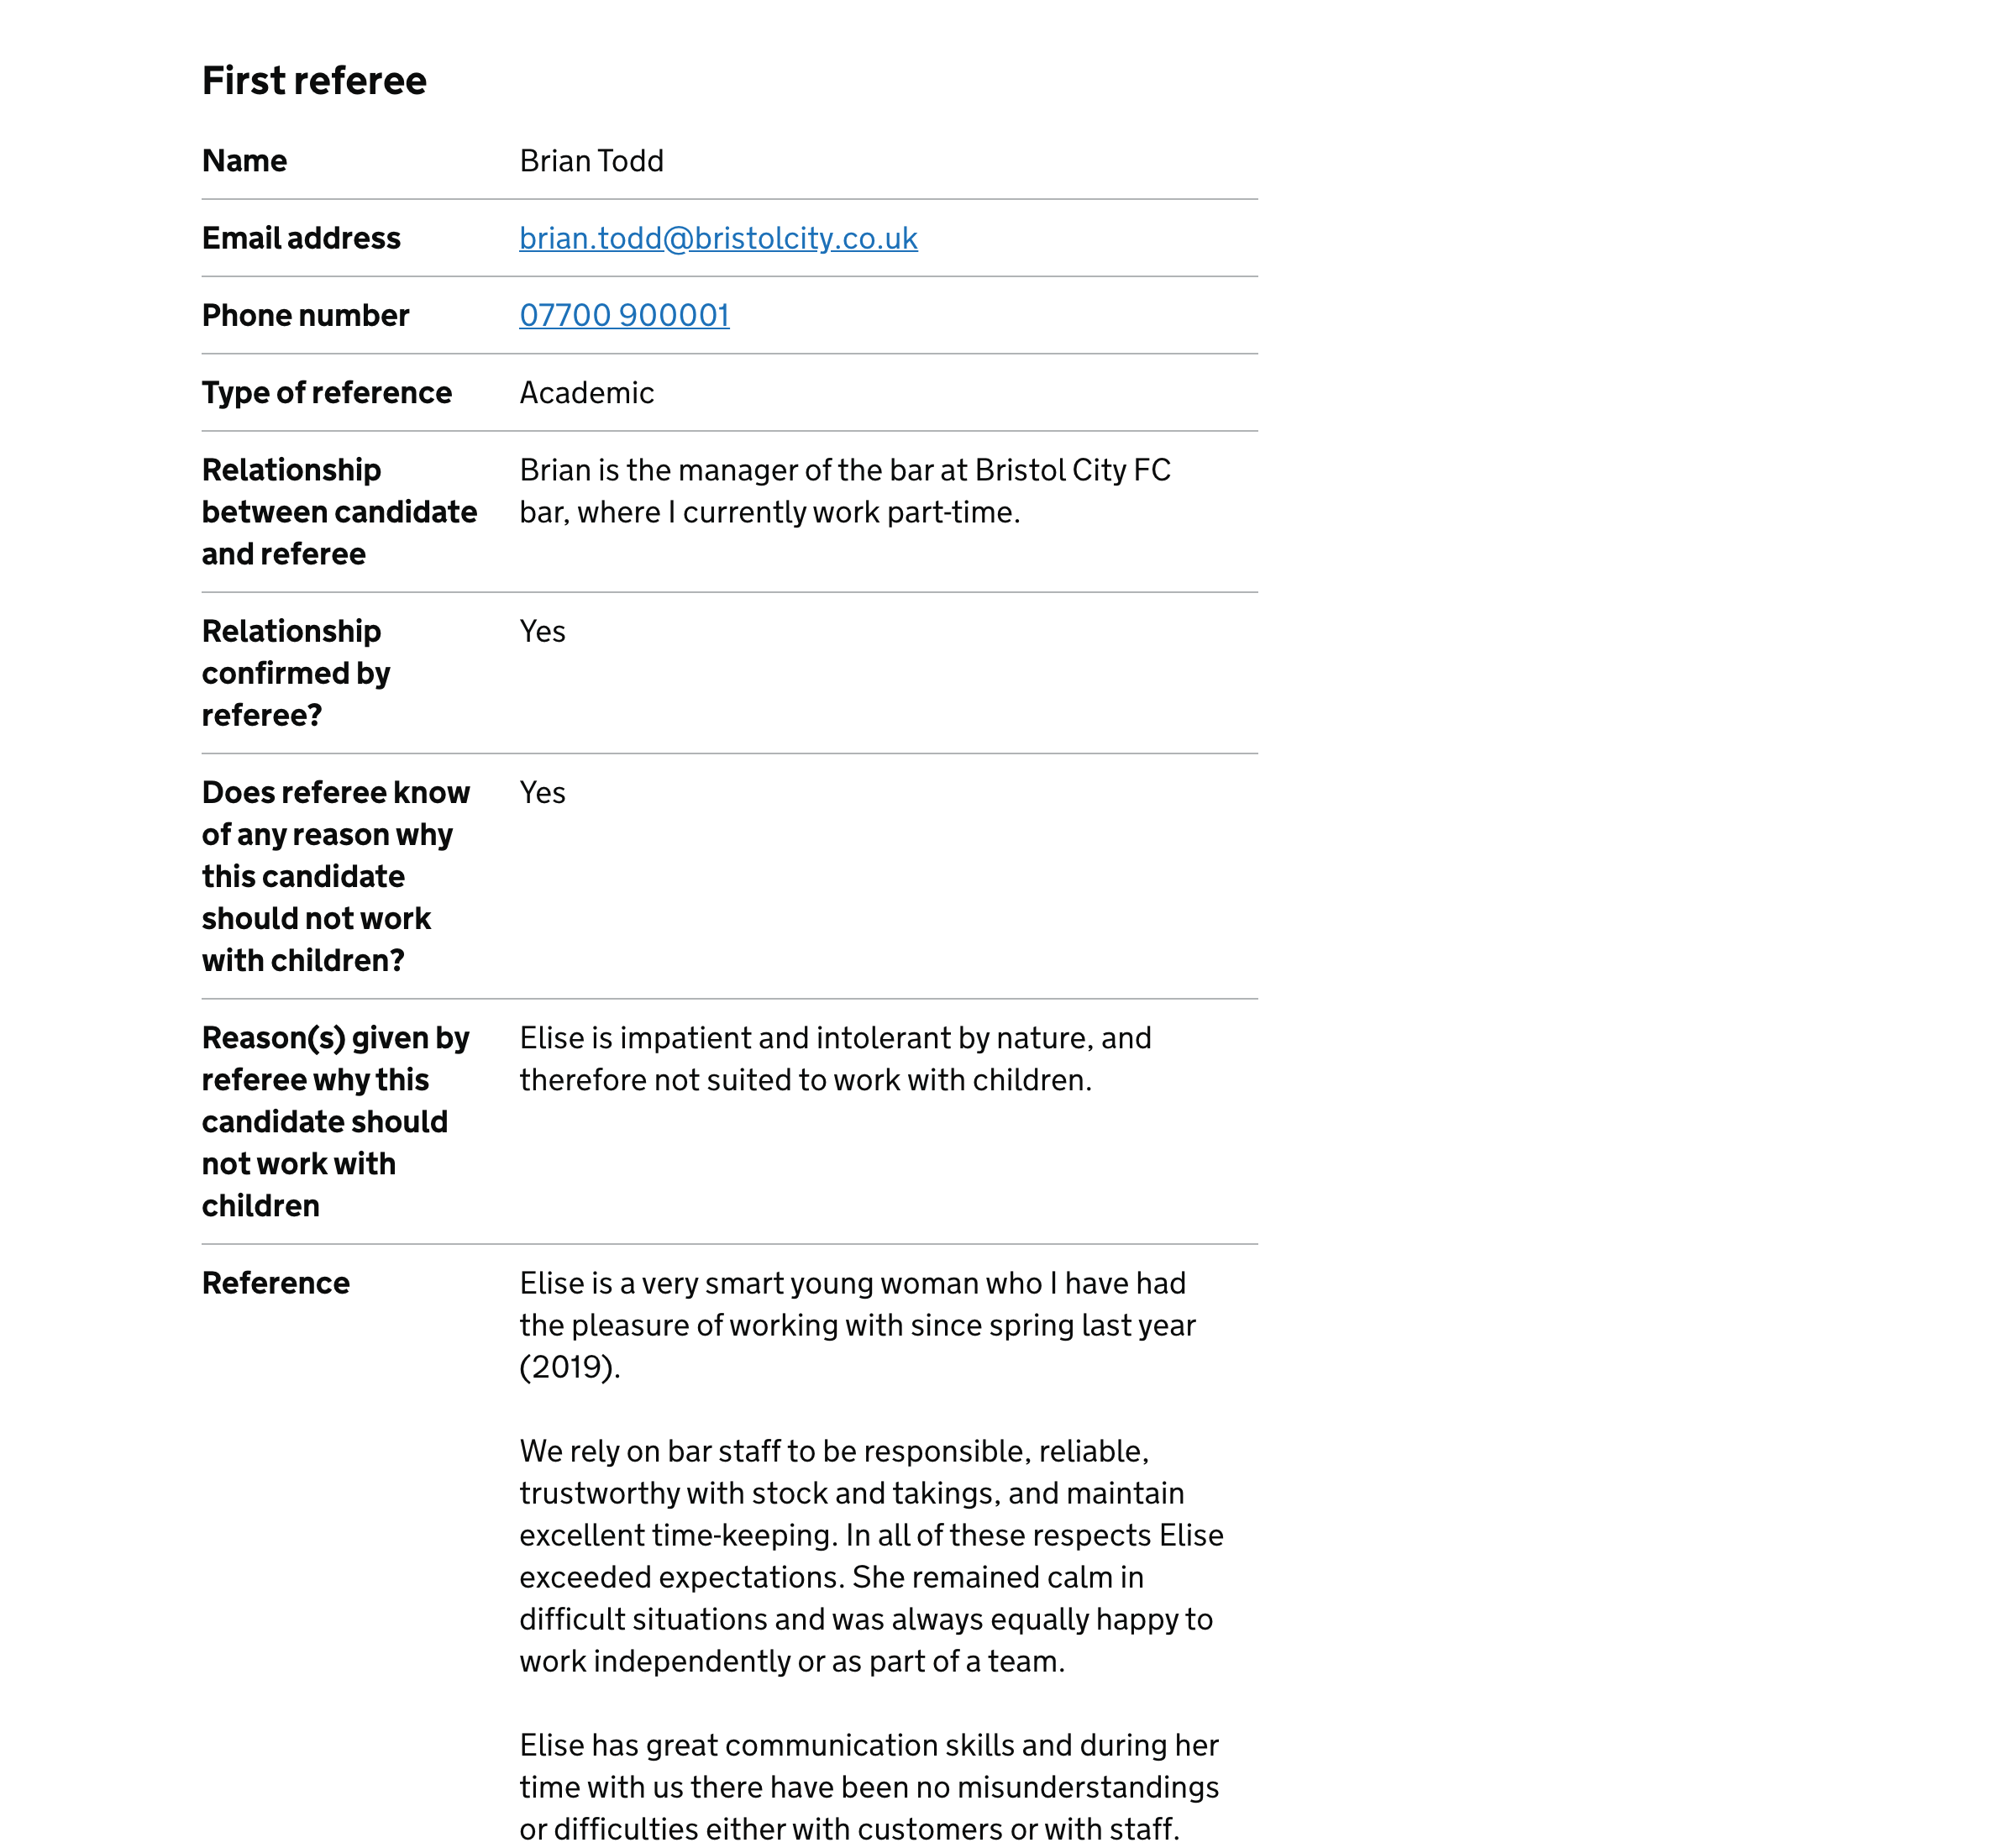 First referee
Name
Brian Todd
Email address
brian.todd@bristolcity.co.uk
Phone number
07700 900001
Type of reference
Academic
Relationship
between candidate
and referee
Brian is the manager of the bar at Bristol City FC
bar, where I currently work part-time.
Relationship
confirmed by
referee?
Yes
Does referee know
of any reason why
this candidate
should not work
with children?
Yes
Reason(s) given by
referee why this
candidate should
not work with
children
Elise is impatient and intolerant by nature, and
therefore not suited to work with children.
Reference
Elise is a very smart young woman who I have had
the pleasure of working with since spring last year
(2019).
We rely on bar staff to be responsible, reliable,
trustworthy with stock and takings, and maintain
excellent time-keeping. In all of these respects Elise
exceeded expectations. She remained calm in
difficult situations and was always equally happy to
work independently or as part of a team.
Elise has great communication skills and during her
time with us there have been no misunderstandings
or difficulties either with customers or with staff.